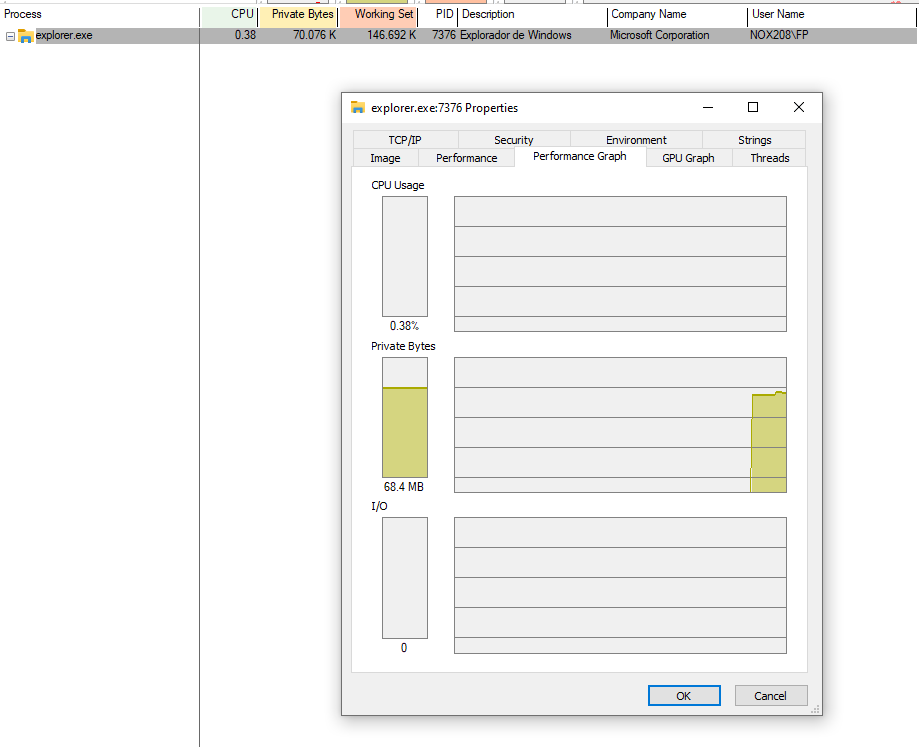 Process CPU Private Bytes Working Set PID Description Company Name User Name
explorer.exe 0.38 70.076 K 146.692 K 7376 Explorador de Windows Microsoft Corporation NOX208\FP
explorer.exe:7376 Properties
TCP/IP Security Environment Strings
Image Performance Performance Graph GPU Graph Threads
CPU Usage
0.38%
Private Bytes
68.4 MB
I/O
0
OK Cancel